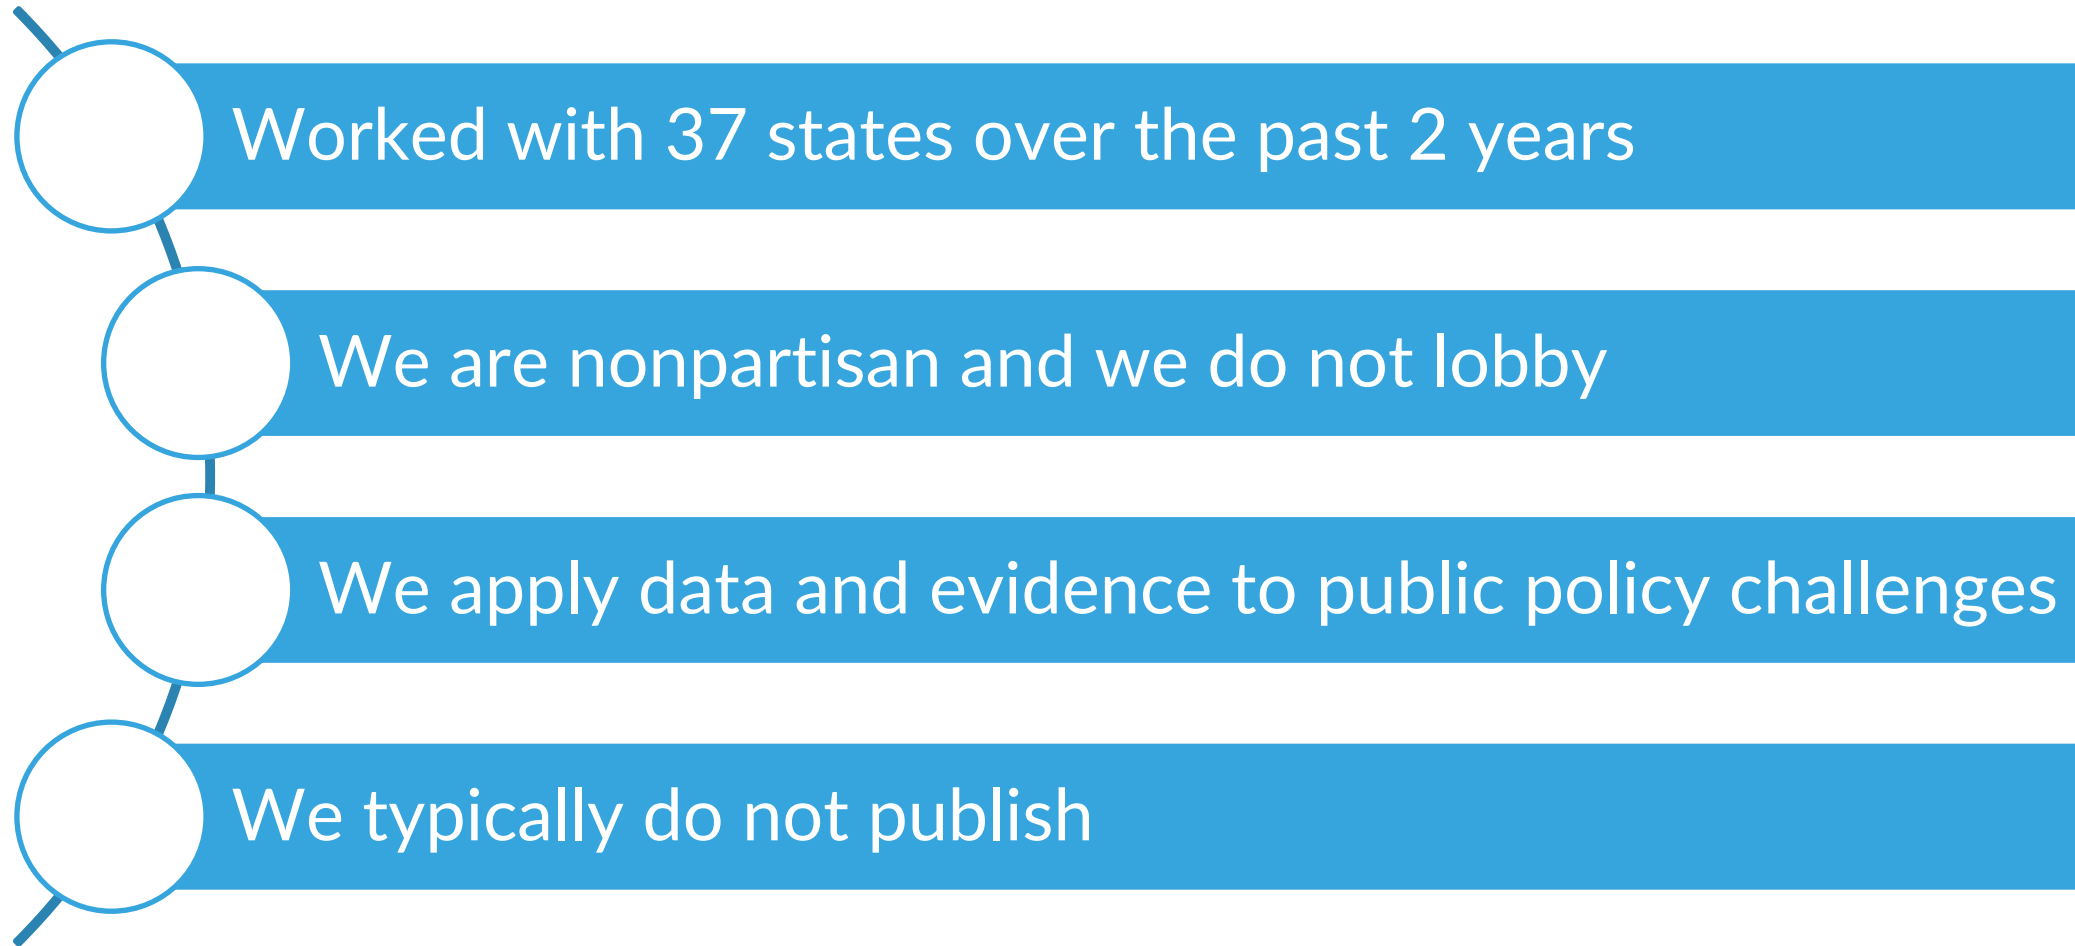 Worked with 37 states over the past 2 years
We are nonpartisan and we do not lobby
We apply data and evidence to public policy challenges
We typically do not publish